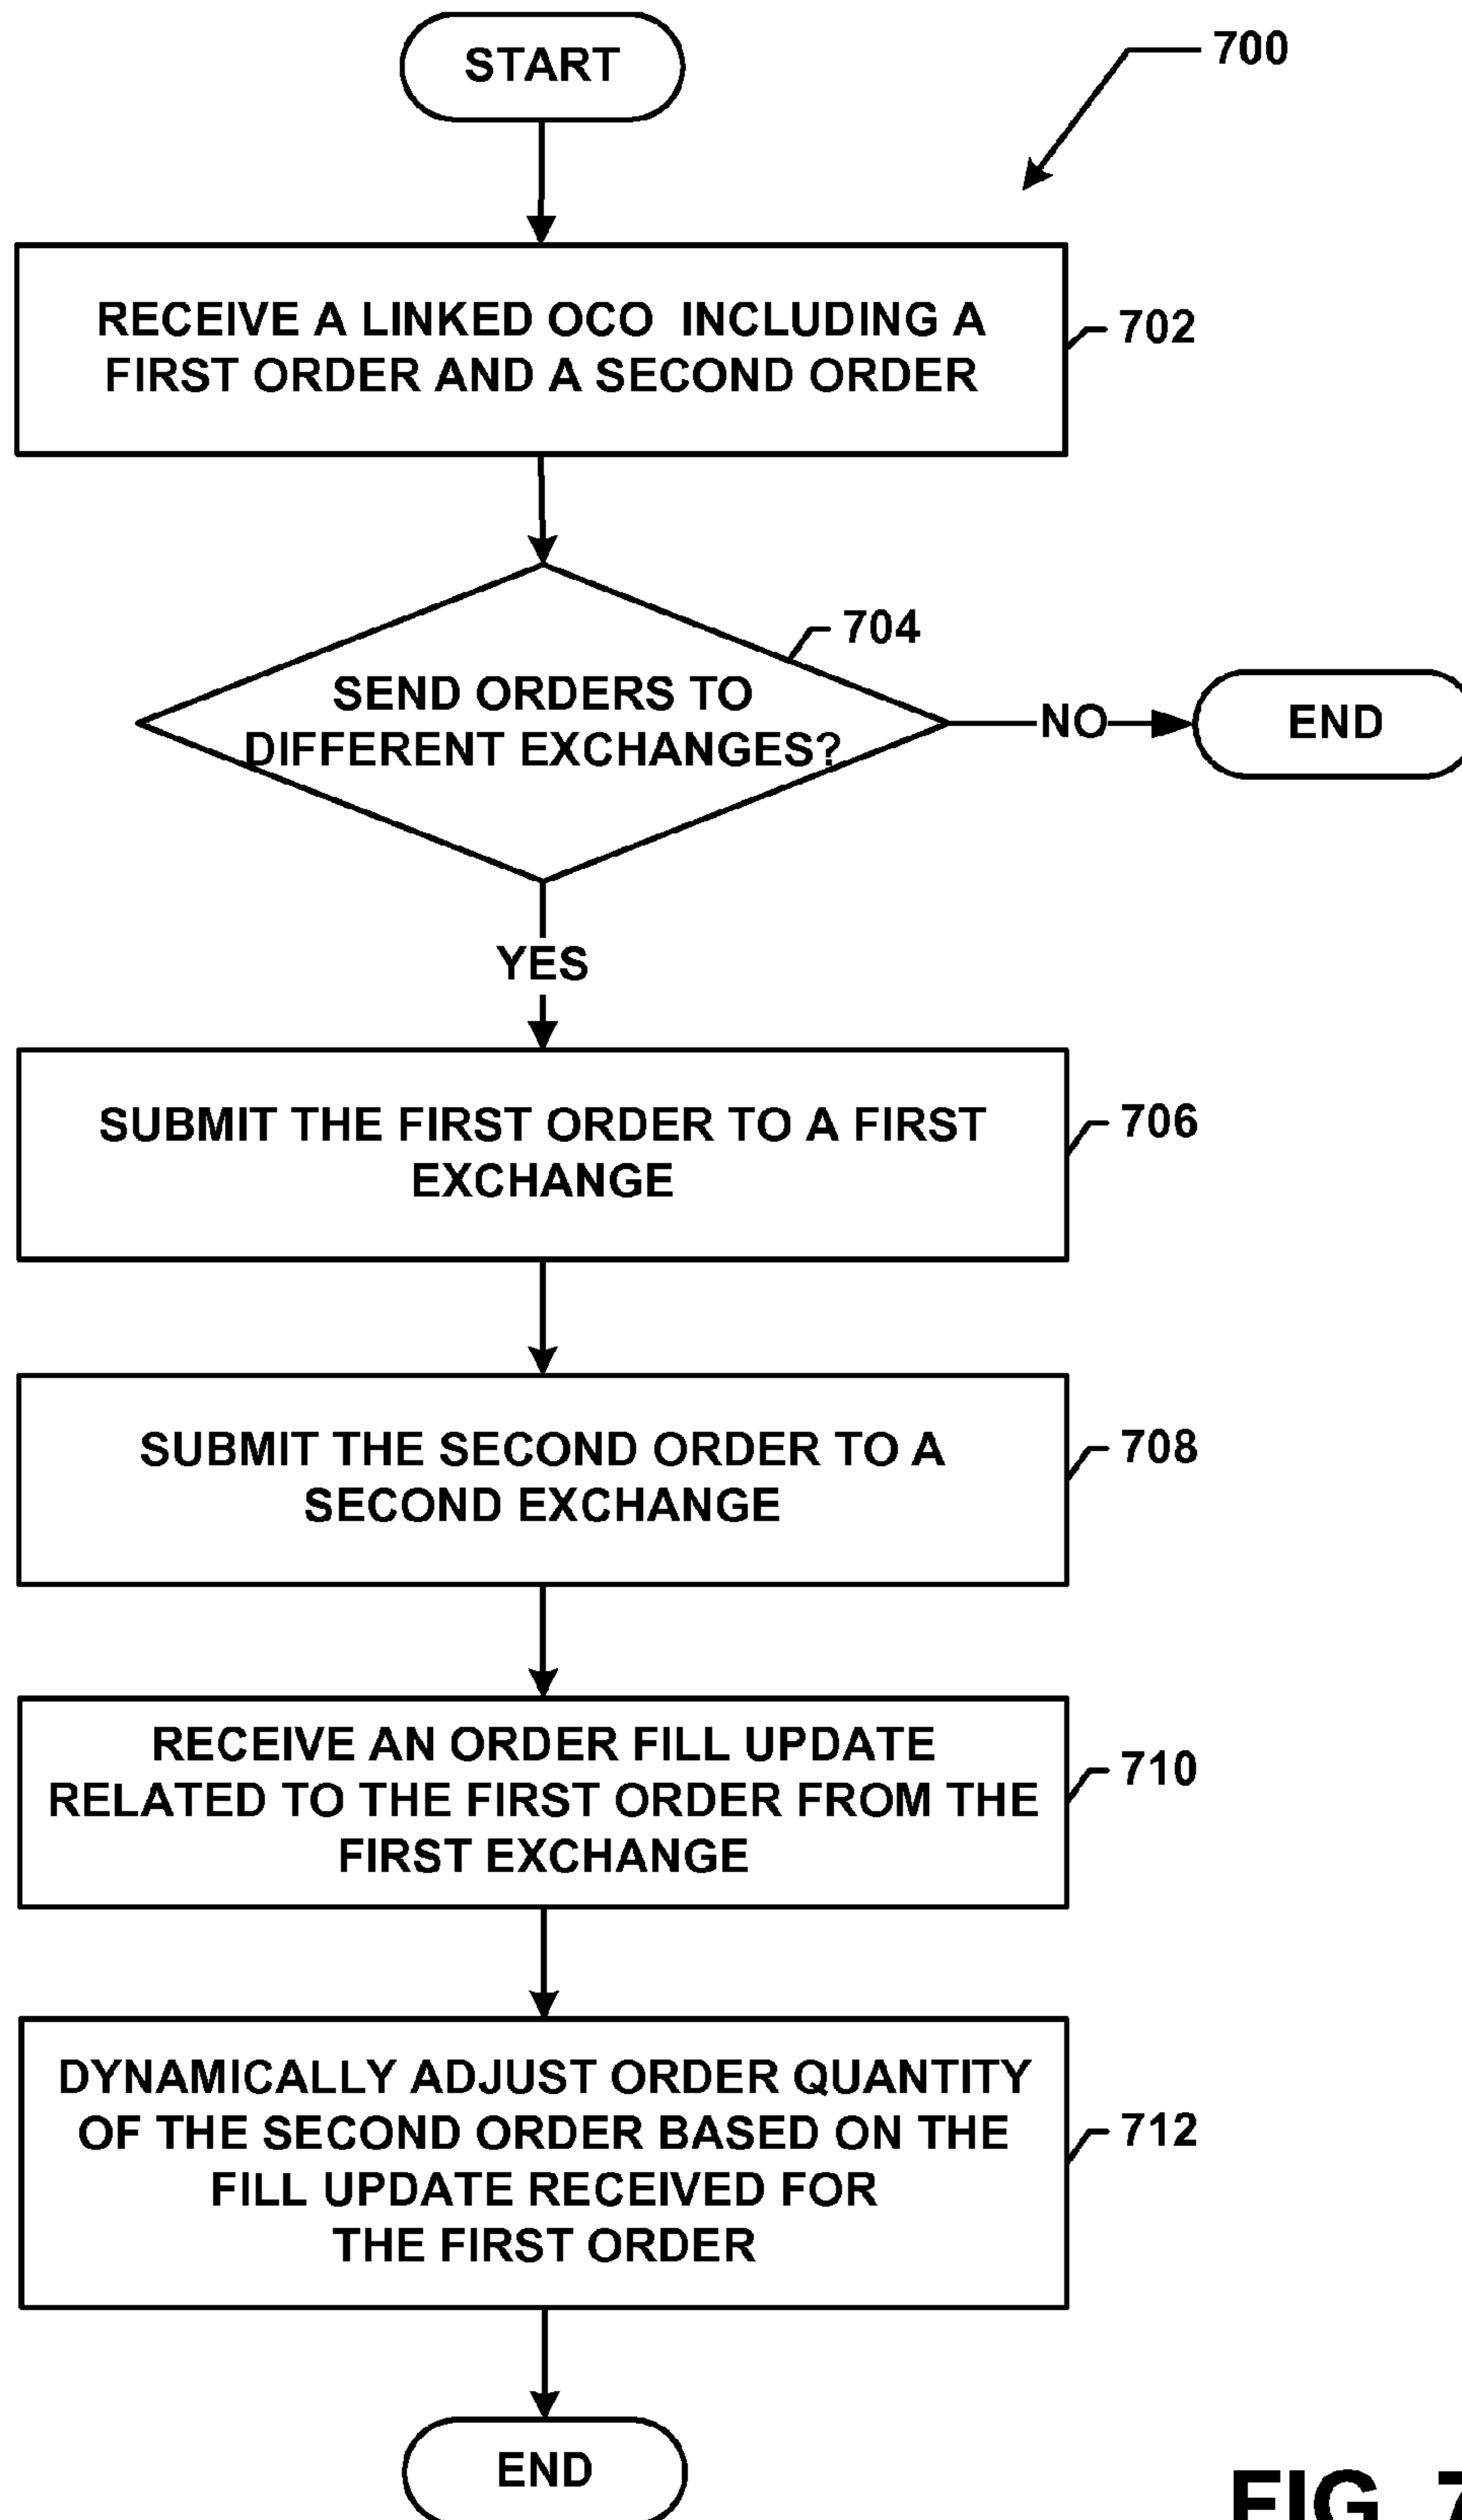 START
700
RECEIVE A LINKED OCO INCLUDING A
FIRST ORDER AND A SECOND ORDER
702
704
SEND ORDERS TO
DIFFERENT EXCHANGES?
NO
END
YES
SUBMIT THE FIRST ORDER TO A FIRST
EXCHANGE
706
SUBMIT THE SECOND ORDER TO A
SECOND EXCHANGE
708
RECEIVE AN ORDER FILL UPDATE
RELATED TO THE FIRST ORDER FROM THE
FIRST EXCHANGE
710
DYNAMICALLY ADJUST ORDER QUANTITY
OF THE SECOND ORDER BASED ON THE
FILL UPDATE RECEIVED FOR
THE FIRST ORDER
712
END
FIG. 7